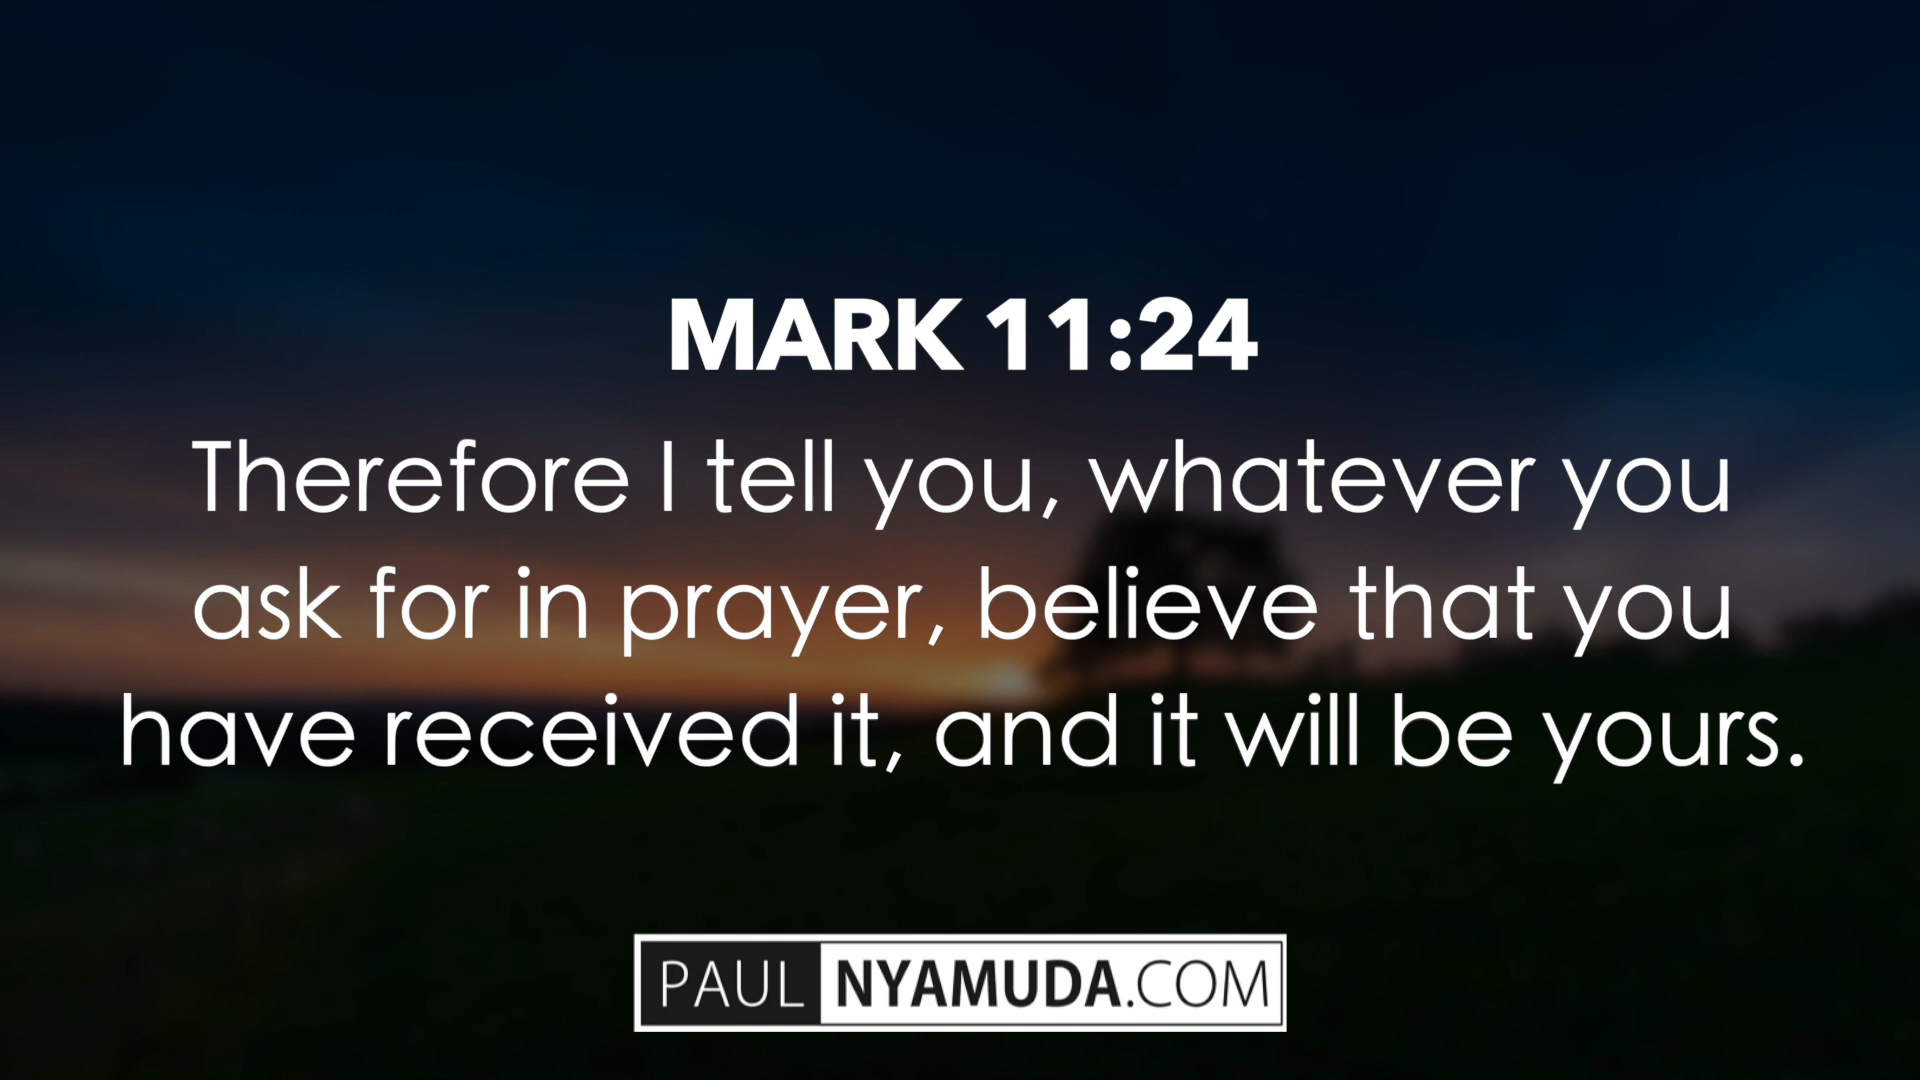 MARK 11:24
Therefore I tell you, whatever you
ask for in prayer, believe that you
have received it, and it will be yours.
PAUL NYAMUDA.COM